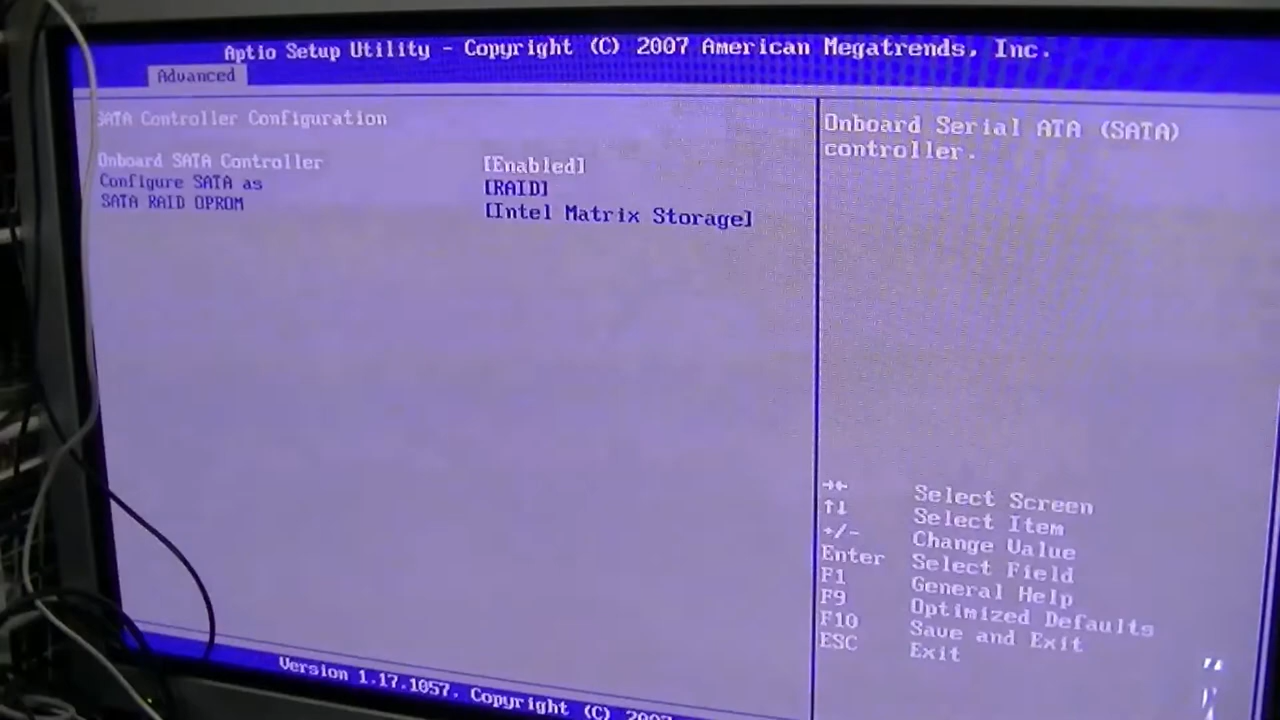 Aptio Setup Utility - Copyright (C) 2007 American Megatrends, Inc.
Advanced
SATA Controller Configuration
Onboard SATA Controller [Enabled]
Configure SATA as [RAID]
SATA RAID OPROM [Intel Matrix Storage]
Onboard Serial ATA (SATA)
controller.
→← Select Screen
↑↓ Select Item
+/- Change Value
Enter Select Field
F1 General Help
F9 Optimized Defaults
F10 Save and Exit
ESC Exit
Version 1.17.1057. Copyright (C) 2007